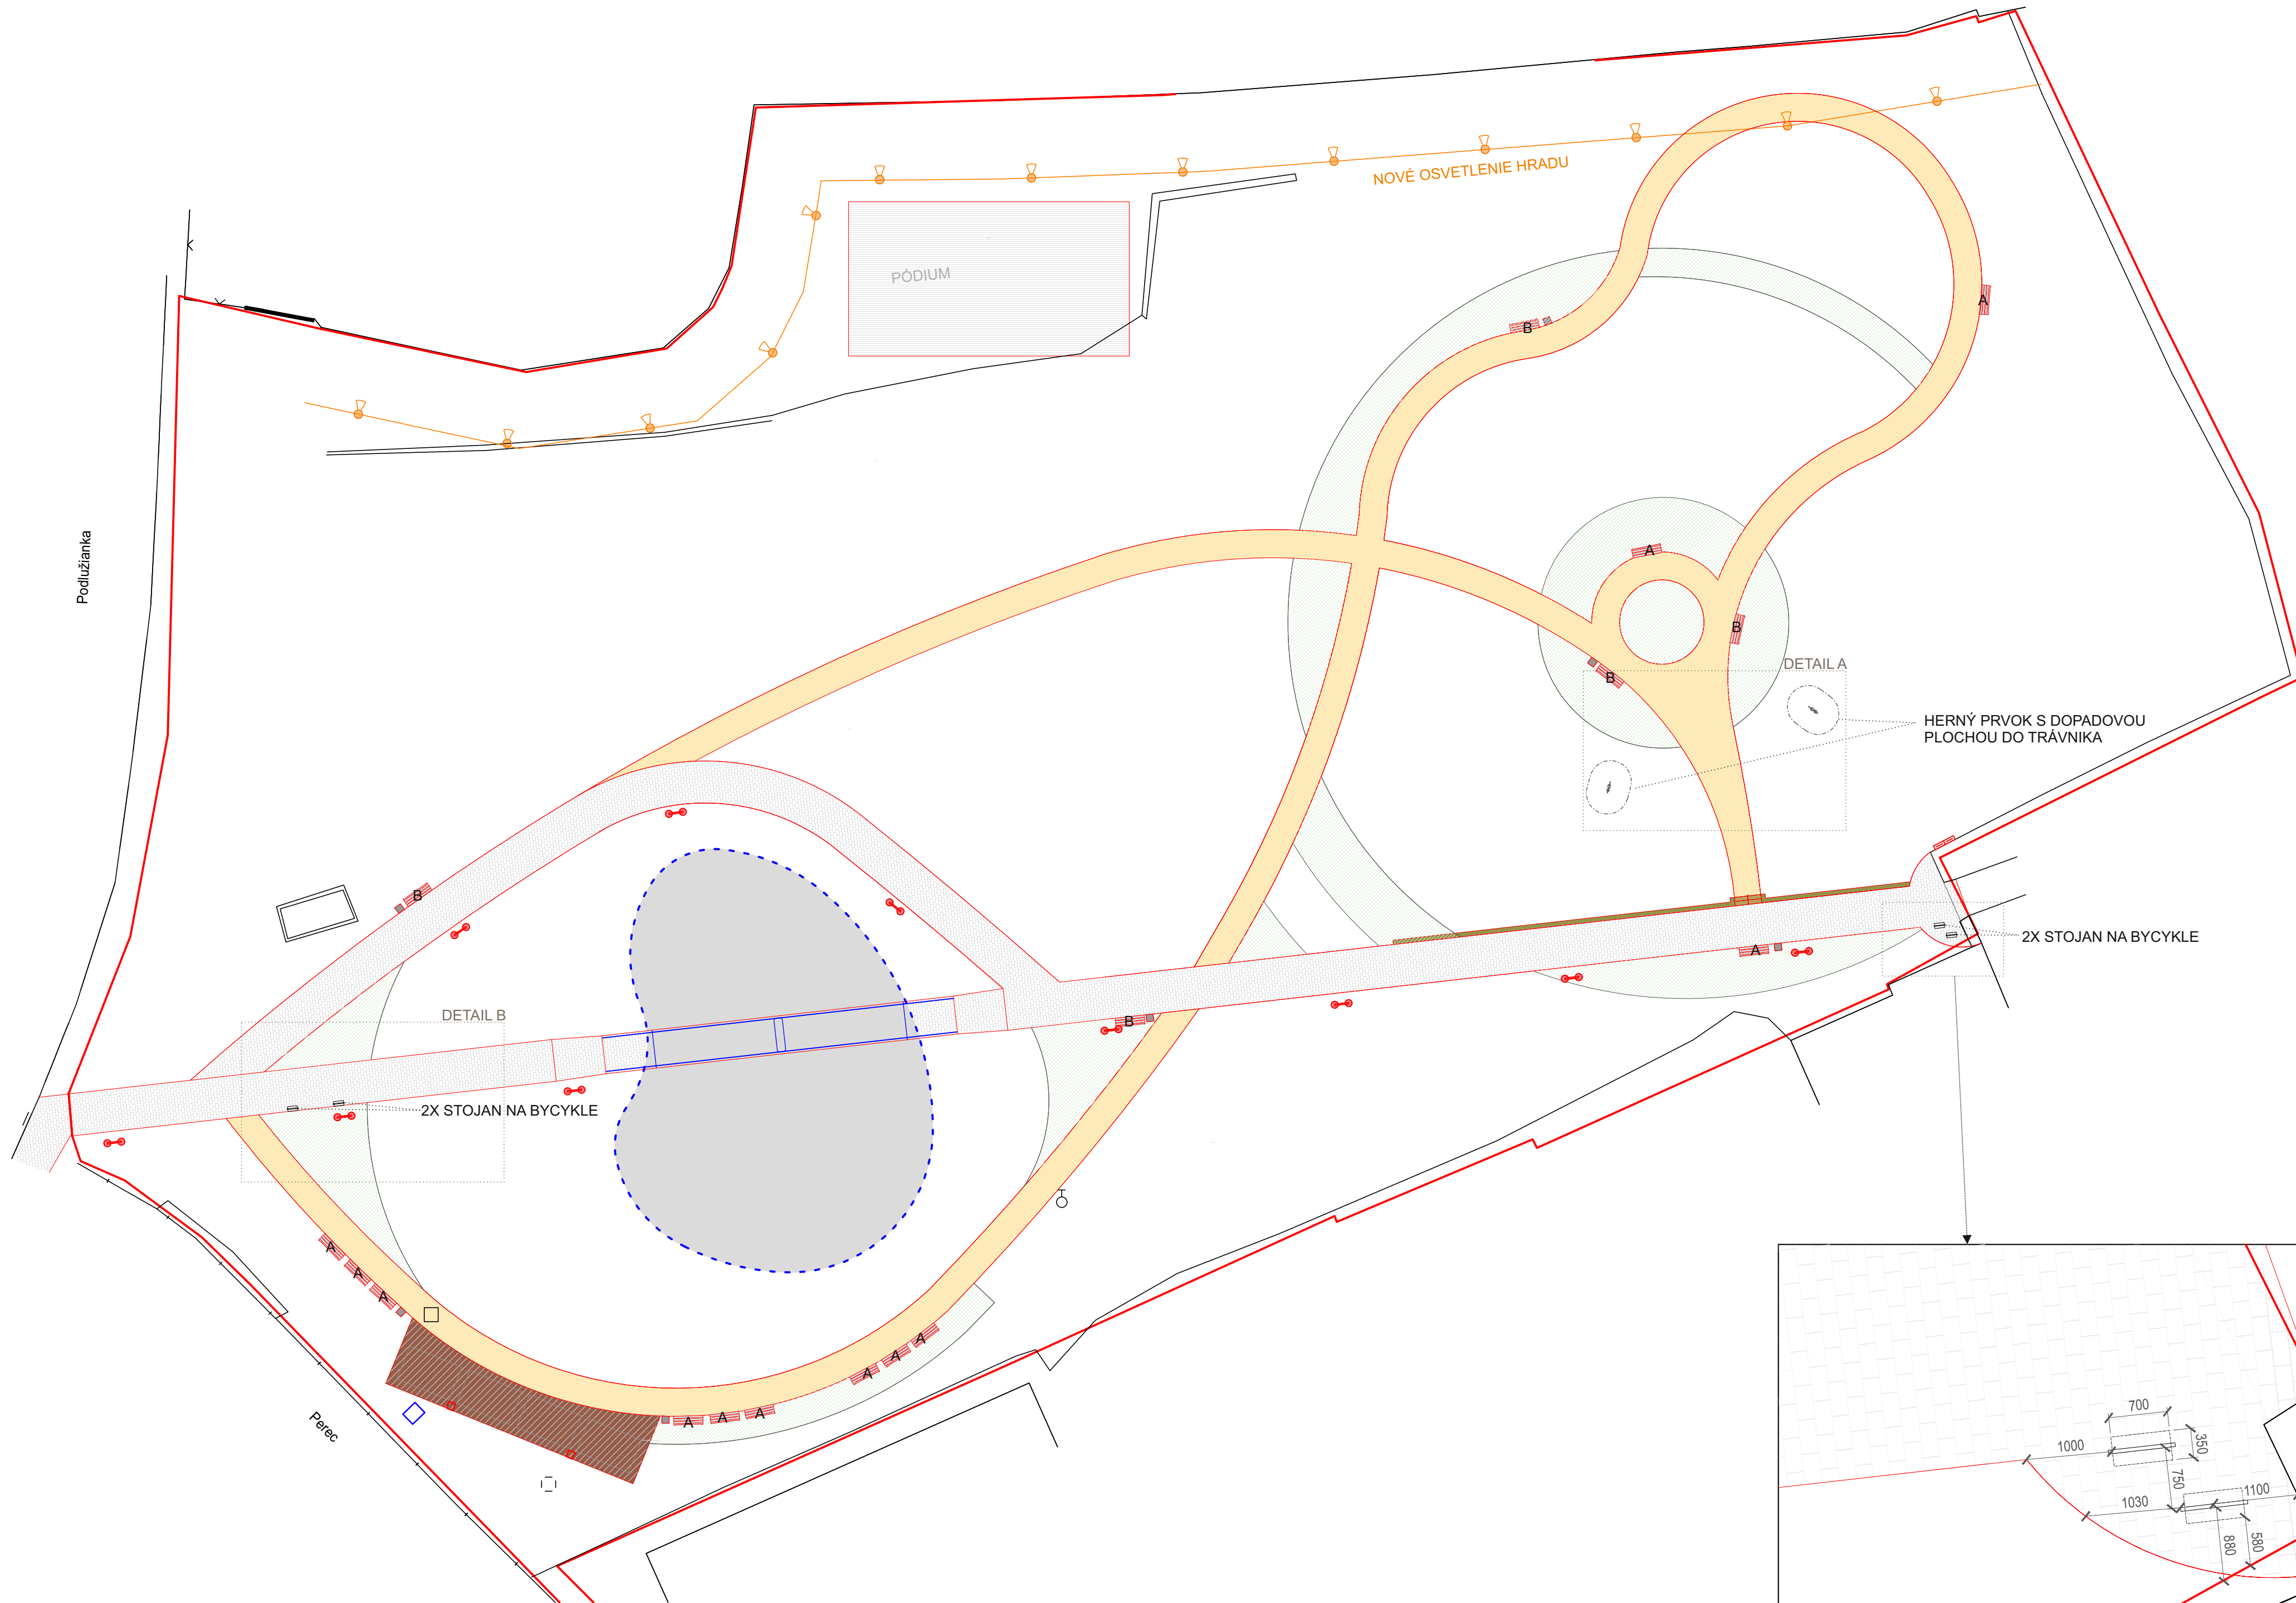 NOVÉ OSVETLENIE HRADU
PÓDIUM
A
B
Podlužianka
A
B
B
DETAIL A
HERNÝ PRVOK S DOPADOVOU
PLOCHOU DO TRÁVNIKA
B
A
2X STOJAN NA BYCYKLE
DETAIL B
B
2X STOJAN NA BYCYKLE
A
A
A
A
A
A
A
A
A
Perec
700
350
1000
750
1100
1030
880
580